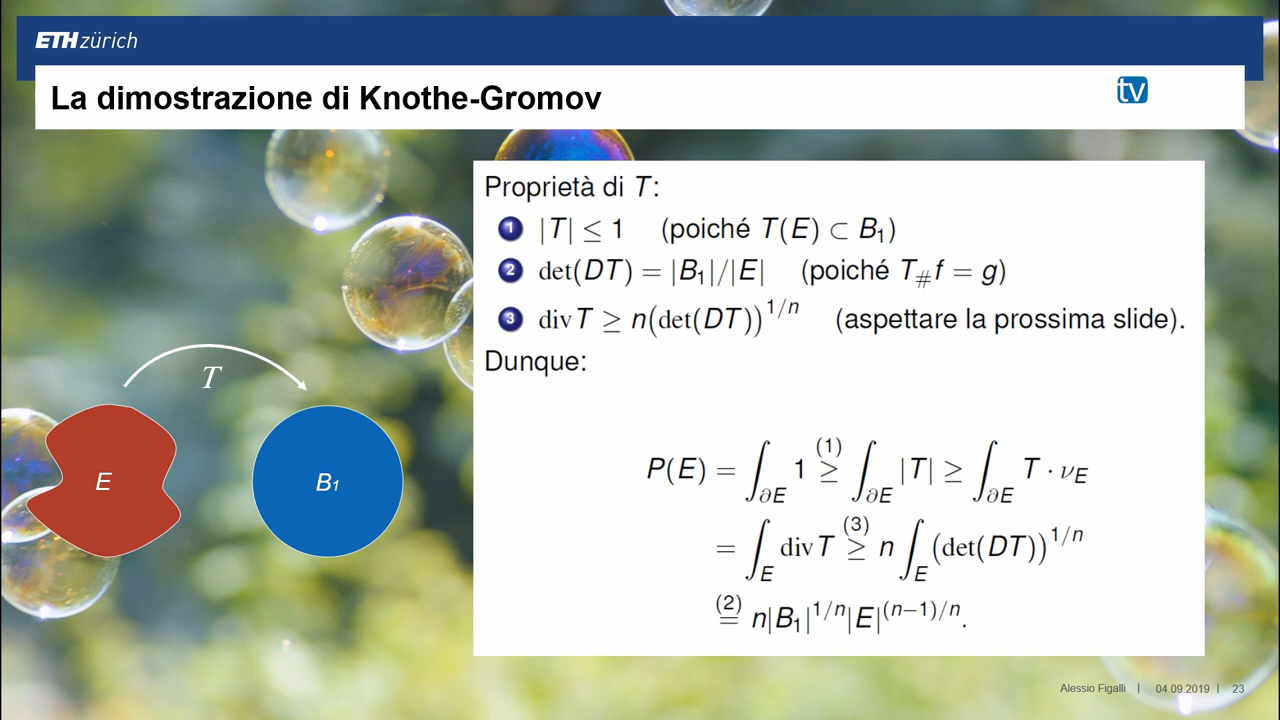 ETH zürich
La dimostrazione di Knothe-Gromov
tv
Proprietà di T:
1 |T| ≤ 1 (poiché T(E) ⊂ B₁)
2 det(DT) = |B₁|/|E| (poiché T_# f = g)
3 div T ≥ n(det(DT))^{1/n} (aspettare la prossima slide).
Dunque:
T
E
B₁
P(E) = ∫_{∂E} 1 ≥^{(1)} ∫_{∂E} |T| ≥ ∫_{∂E} T · ν_E
= ∫_E div T ≥^{(3)} n ∫_E (det(DT))^{1/n}
=^{(2)} n|B₁|^{1/n}|E|^{(n−1)/n}.
Alessio Figalli | 04.09.2019 | 23